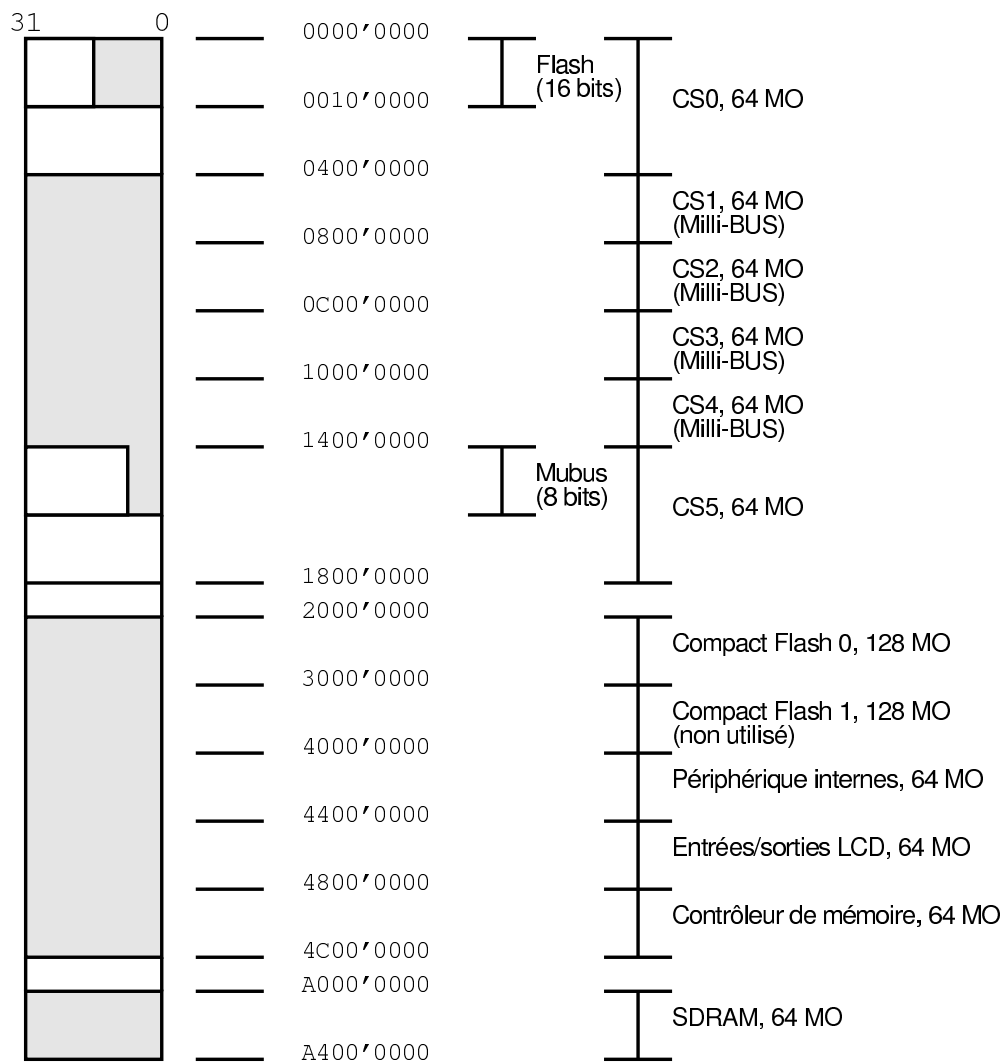 31 0
0000'0000
Flash
(16 bits)
0010'0000
CS0, 64 MO
0400'0000
CS1, 64 MO
(Milli-BUS)
0800'0000
CS2, 64 MO
(Milli-BUS)
0C00'0000
CS3, 64 MO
(Milli-BUS)
1000'0000
CS4, 64 MO
(Milli-BUS)
1400'0000
Mubus
(8 bits)
CS5, 64 MO
1800'0000
2000'0000
Compact Flash 0, 128 MO
3000'0000
Compact Flash 1, 128 MO
(non utilisé)
4000'0000
Périphérique internes, 64 MO
4400'0000
Entrées/sorties LCD, 64 MO
4800'0000
Contrôleur de mémoire, 64 MO
4C00'0000
A000'0000
SDRAM, 64 MO
A400'0000